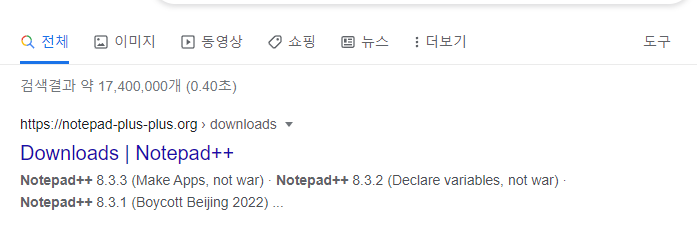 전체 이미지 동영상 쇼핑 뉴스 더보기 도구
검색결과 약 17,400,000개 (0.40초)
https://notepad-plus-plus.org › downloads
Downloads | Notepad++
Notepad++ 8.3.3 (Make Apps, not war) · Notepad++ 8.3.2 (Declare variables, not war) ·
Notepad++ 8.3.1 (Boycott Beijing 2022) ...